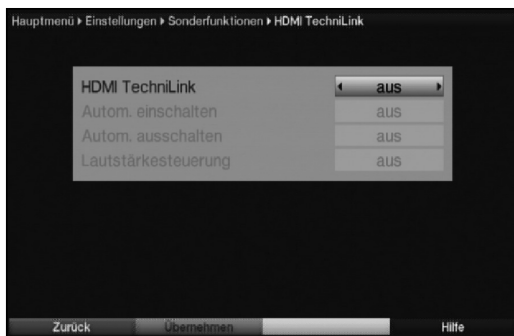 Hauptmenü ▸ Einstellungen ▸ Sonderfunktionen ▸ HDMI TechniLink
HDMI TechniLink aus
Autom. einschalten aus
Autom. ausschalten aus
Lautstärkesteuerung aus
Zurück Übernehmen Hilfe